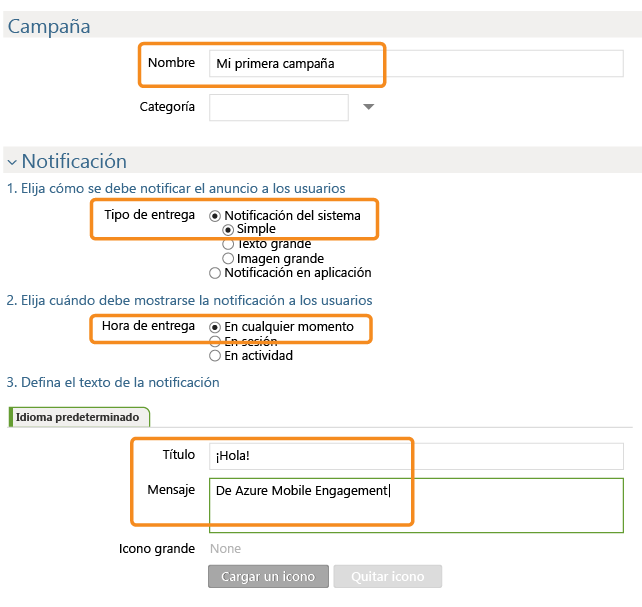 Campaña
Nombre Mi primera campaña
Categoría
Notificación
1. Elija cómo se debe notificar el anuncio a los usuarios
Tipo de entrega Notificación del sistema
Simple
Texto grande
Imagen grande
Notificación en aplicación
2. Elija cuándo debe mostrarse la notificación a los usuarios
Hora de entrega En cualquier momento
En sesión
En actividad
3. Defina el texto de la notificación
Idioma predeterminado
Título ¡Hola!
Mensaje De Azure Mobile Engagement
Icono grande None
Cargar un icono Quitar icono